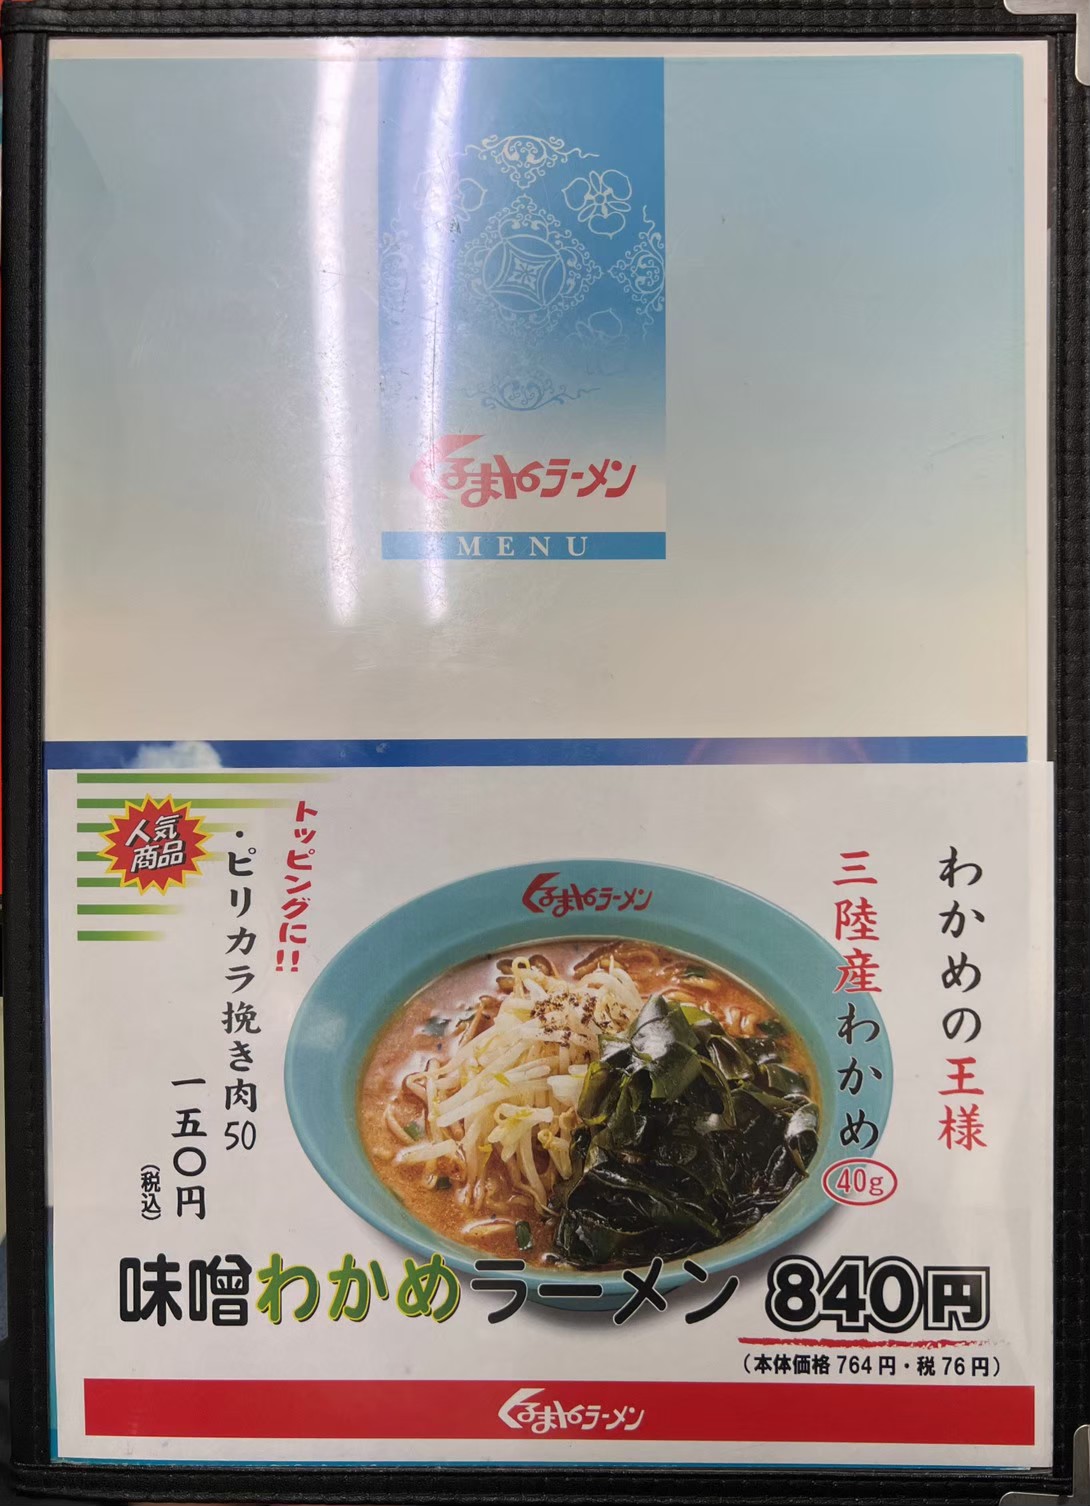 くるまやラーメン
MENU
わかめの王様
三陸産わかめ
40g
くるまやラーメン
トッピングに!!
・ピリカラ挽き肉50
一五〇円
(税込)
人気
商品
味噌わかめラーメン 840円
(本体価格764円・税76円)
くるまやラーメン